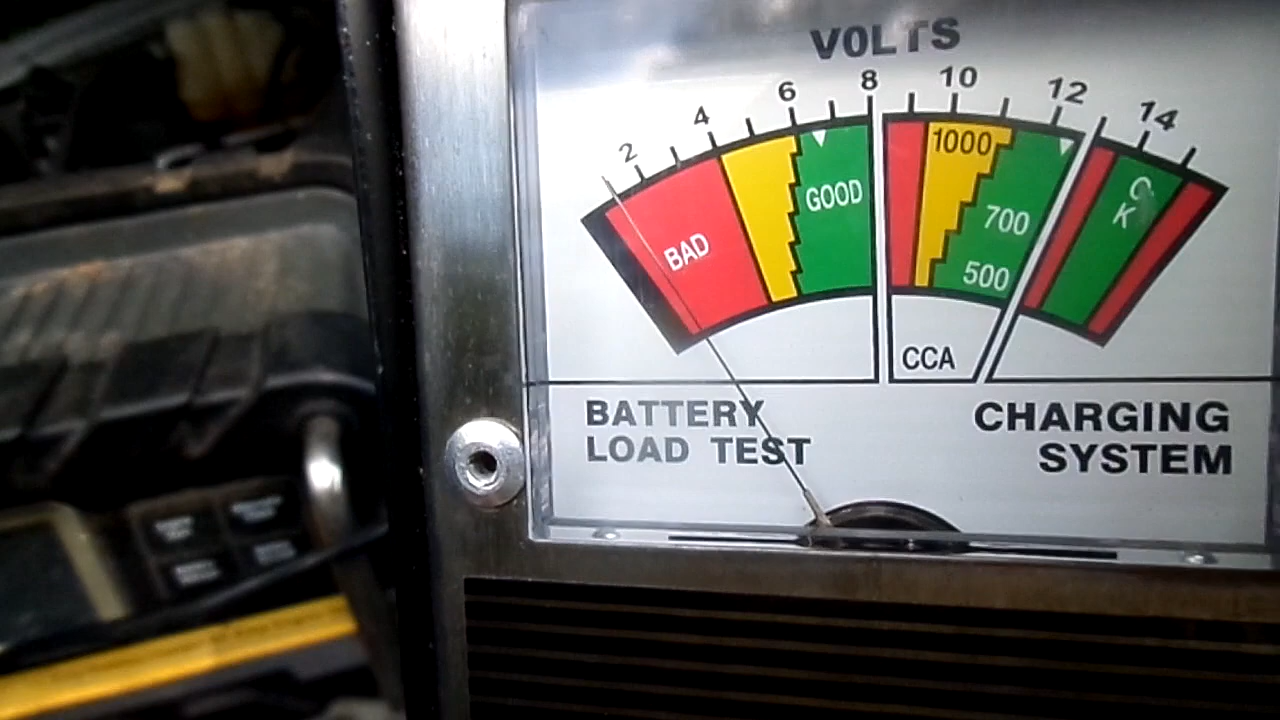 VOLTS
2 4 6 8 10 12 14
BAD
GOOD
1000
700
500
OK
CCA
BATTERY
LOAD TEST
CHARGING
SYSTEM